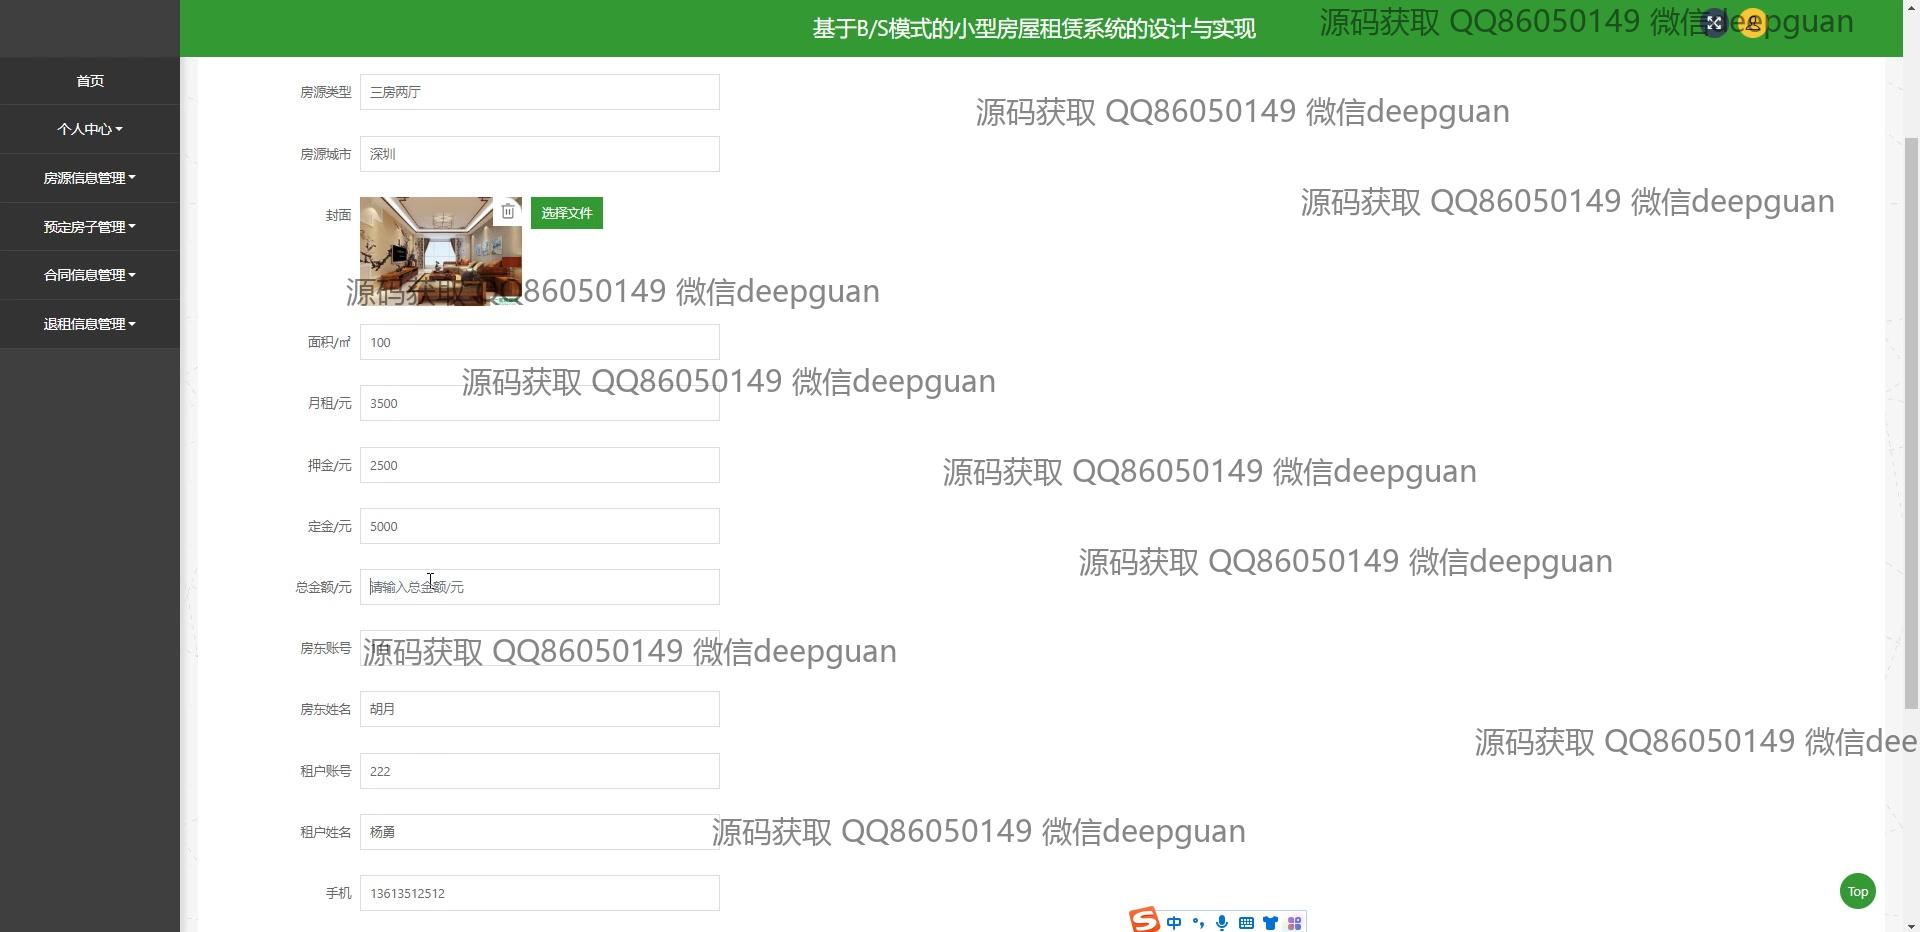 基于B/S模式的小型房屋租赁系统的设计与实现
源码获取 QQ86050149 微信deepguan
首页
个人中心
房源信息管理
预定房子管理
合同信息管理
退租信息管理
房源类型 三房两厅
源码获取 QQ86050149 微信deepguan
房源城市 深圳
源码获取 QQ86050149 微信deepguan
封面 选择文件
源码获取 QQ86050149 微信deepguan
面积/㎡ 100
源码获取 QQ86050149 微信deepguan
月租/元 3500
押金/元 2500
源码获取 QQ86050149 微信deepguan
定金/元 5000
源码获取 QQ86050149 微信deepguan
总金额/元 请输入总金额/元
房东账号
源码获取 QQ86050149 微信deepguan
房东姓名 胡月
源码获取 QQ86050149 微信dee
租户账号 222
租户姓名 杨勇
源码获取 QQ86050149 微信deepguan
手机 13613512512
Top
中